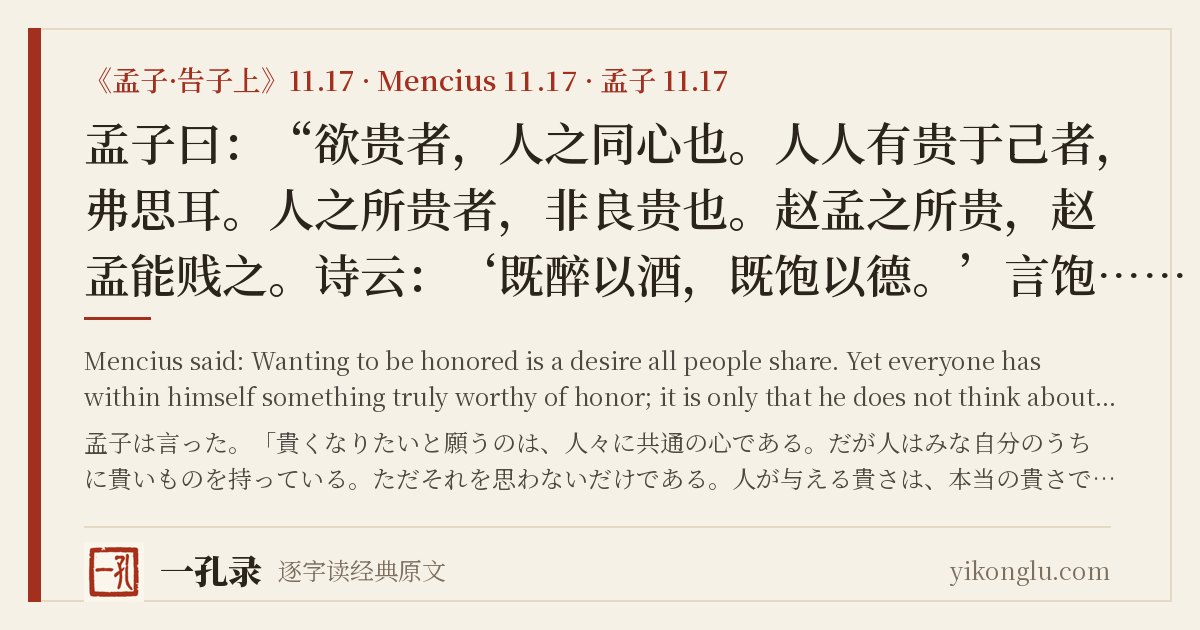 《孟子·告子上》11.17 · Mencius 11.17 · 孟子 11.17
孟子曰：“欲贵者，人之同心也。人人有贵于己者，
弗思耳。人之所贵者，非良贵也。赵孟之所贵，赵
孟能贱之。诗云：‘既醉以酒，既饱以德。’言饱……
Mencius said: Wanting to be honored is a desire all people share. Yet everyone has
within himself something truly worthy of honor; it is only that he does not think about...
孟子は言った。「貴くなりたいと願うのは、人々に共通の心である。だが人はみな自分のうち
に貴いものを持っている。ただそれを思わないだけである。人が与える貴さは、本当の貴さで…
一孔
一孔录 逐字读经典原文
yikonglu.com